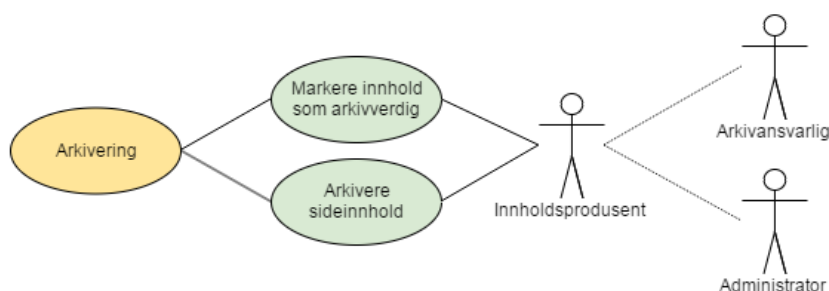 Arkivering
Markere innhold
som arkivverdig
Arkivere
sideinnhold
Innholdsprodusent
Arkivansvarlig
Administrator